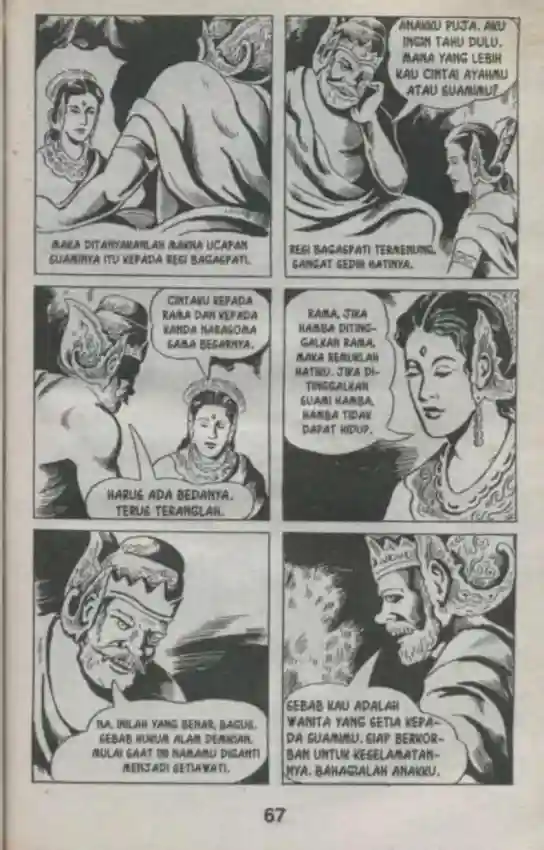 MAKA DITANYAKANLAH MAKNA UCAPAN
SUAMINYA ITU KEPADA RESI BAGASPATI.
ANAKKU PUJA. AKU
INGIN TAHU DULU.
MANA YANG LEBIH
KAU CINTAI AYAHMU
ATAU SUAMIMU?
RESI BAGASPATI TERMENUNG.
SANGAT SEDIH HATINYA.
CINTAKU KEPADA
RAMA DAN KEPADA
KANDA NARASOMA
SAMA BESARNYA.
HARUS ADA BEDANYA.
TERUS TERANGLAH.
RAMA, JIKA
HAMBA DITING-
GALKAN RAMA,
MAKA REMUKLAH
HATIKU. JIKA DI-
TINGGALKAN
SUAMI HAMBA,
HAMBA TIDAK
DAPAT HIDUP.
NA, INILAH YANG BENAR, BAGUS.
SEBAB HUKUM ALAM DEMIKIAN.
MULAI SAAT INI NAMAMU DIGANTI
MENJADI SETIAWATI.
SEBAB KAU ADALAH
WANITA YANG SETIA KEPA-
DA SUAMIMU. SIAP BERKOR-
BAN UNTUK KESELAMATAN-
NYA. BAHAGIALAH ANAKKU.
67